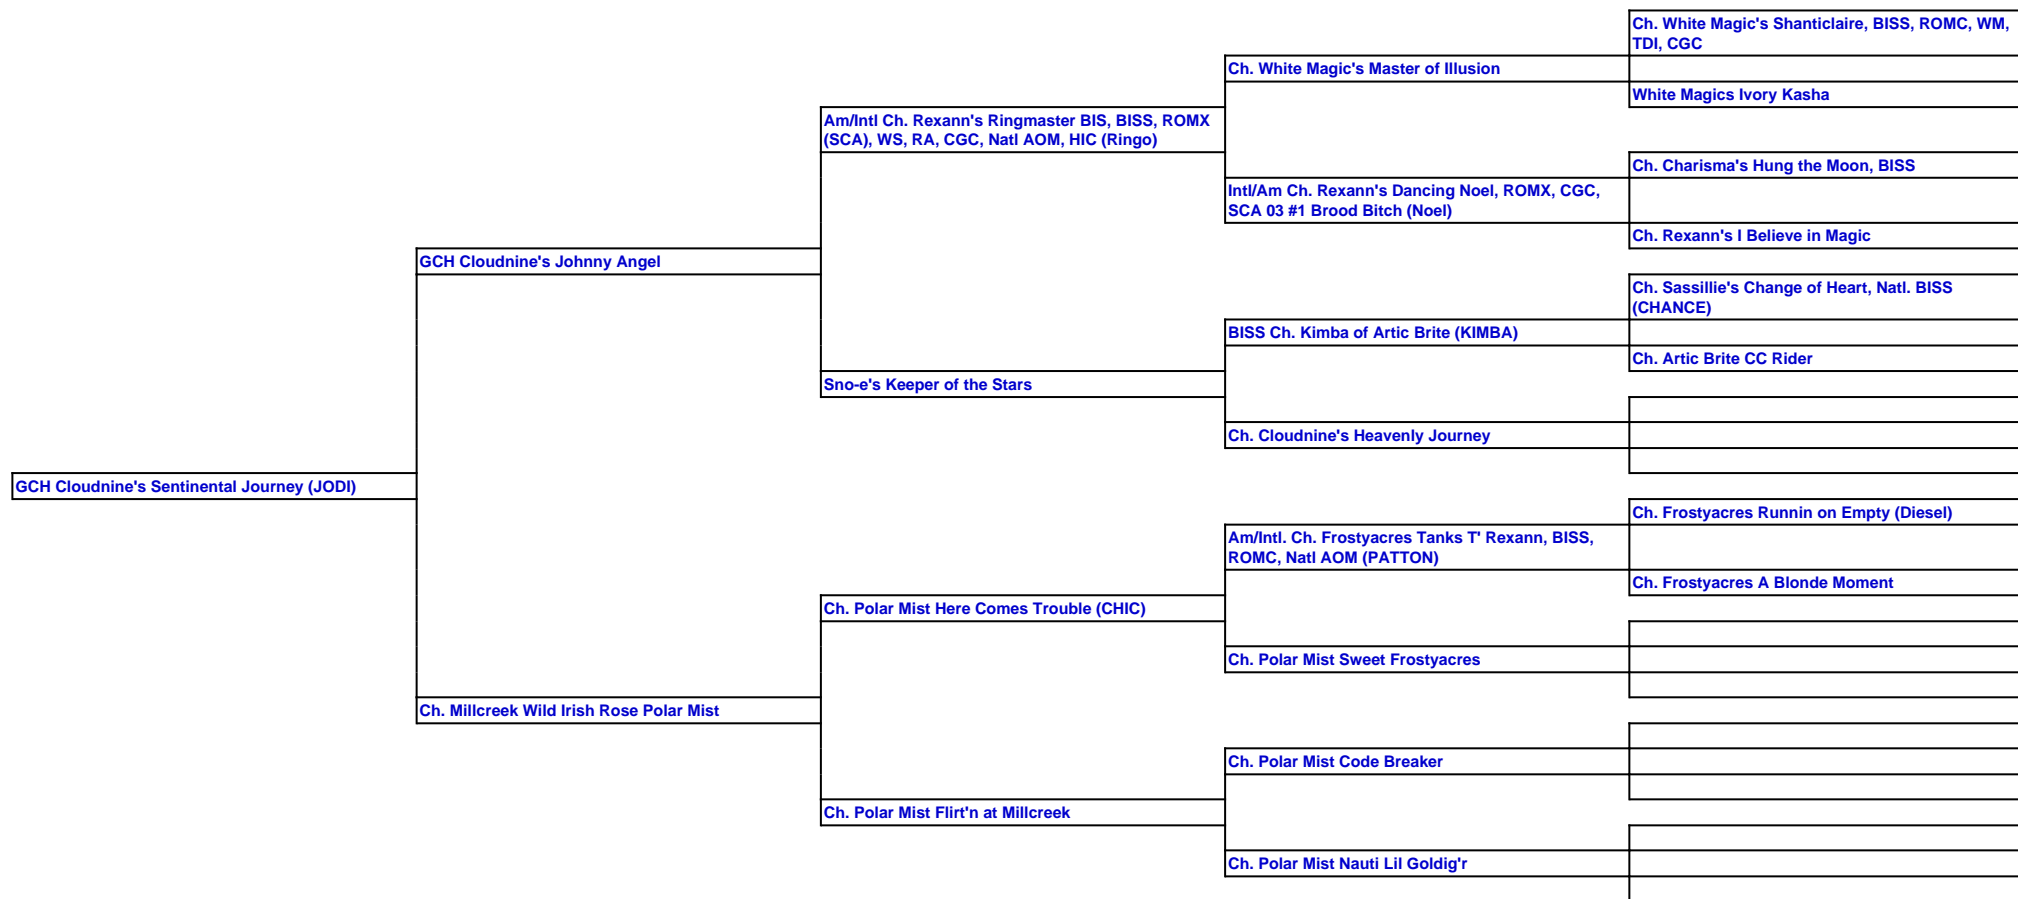 Ch. White Magic's Shanticlaire, BISS, ROMC, WM,
TDI, CGC
Ch. White Magic's Master of Illusion
White Magics Ivory Kasha
Am/Intl Ch. Rexann's Ringmaster BIS, BISS, ROMX
(SCA), WS, RA, CGC, Natl AOM, HIC (Ringo)
Ch. Charisma's Hung the Moon, BISS
Intl/Am Ch. Rexann's Dancing Noel, ROMX, CGC,
SCA 03 #1 Brood Bitch (Noel)
Ch. Rexann's I Believe in Magic
GCH Cloudnine's Johnny Angel
Ch. Sassillie's Change of Heart, Natl. BISS
(CHANCE)
BISS Ch. Kimba of Artic Brite (KIMBA)
Ch. Artic Brite CC Rider
Sno-e's Keeper of the Stars
Ch. Cloudnine's Heavenly Journey
GCH Cloudnine's Sentinental Journey (JODI)
Ch. Frostyacres Runnin on Empty (Diesel)
Am/Intl. Ch. Frostyacres Tanks T' Rexann, BISS,
ROMC, Natl AOM (PATTON)
Ch. Frostyacres A Blonde Moment
Ch. Polar Mist Here Comes Trouble (CHIC)
Ch. Polar Mist Sweet Frostyacres
Ch. Millcreek Wild Irish Rose Polar Mist
Ch. Polar Mist Code Breaker
Ch. Polar Mist Flirt'n at Millcreek
Ch. Polar Mist Nauti Lil Goldig'r